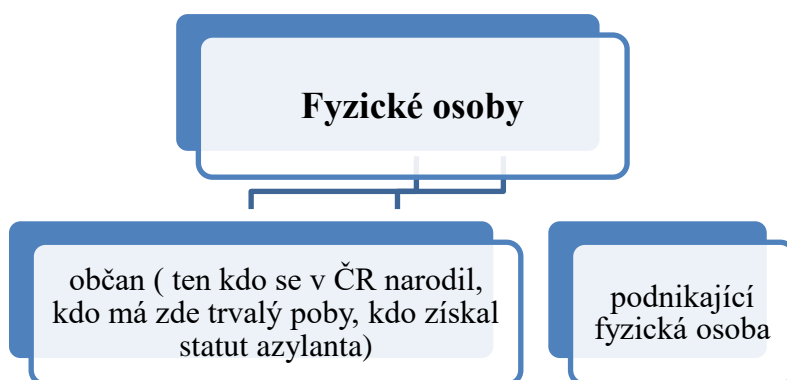 Fyzické osoby
občan ( ten kdo se v ČR narodil,
kdo má zde trvalý poby, kdo získal
statut azylanta)
podnikající
fyzická osoba